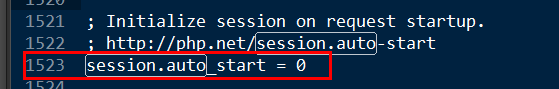 1521 ; Initialize session on request startup.
1522 ; http://php.net/session.auto-start
1523 session.auto_start = 0
1524